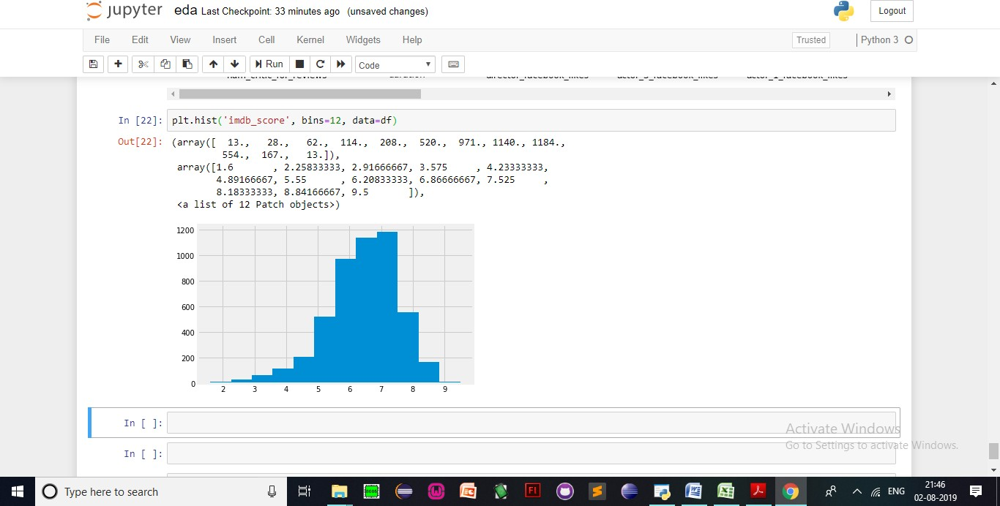 jupyter eda Last Checkpoint: 33 minutes ago (unsaved changes)
Logout
File Edit View Insert Cell Kernel Widgets Help
Trusted Python 3
Run Code
In [22]: plt.hist('imdb_score', bins=12, data=df)
Out[22]: (array([  13.,   28.,   62.,  114.,  208.,  520.,  971., 1140., 1184.,
554.,  167.,   13.]),
array([1.6       , 2.25833333, 2.91666667, 3.575     , 4.23333333,
4.89166667, 5.55      , 6.20833333, 6.86666667, 7.525     ,
8.18333333, 8.84166667, 9.5       ]),
<a list of 12 Patch objects>)
1200
1000
800
600
400
200
0
2 3 4 5 6 7 8 9
In [ ]:
Activate Windows
Go to Settings to activate Windows.
In [ ]:
Type here to search
Fl
ENG
21:46
02-08-2019